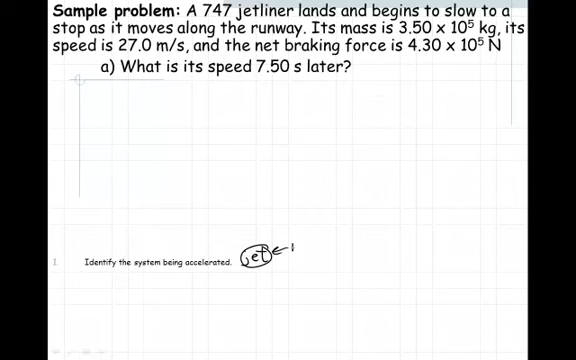 Sample problem: A 747 jetliner lands and begins to slow to a
stop as it moves along the runway. Its mass is 3.50 x 10⁵ kg, its
speed is 27.0 m/s, and the net braking force is 4.30 x 10⁵ N
a) What is its speed 7.50 s later?
1. Identify the system being accelerated. jet